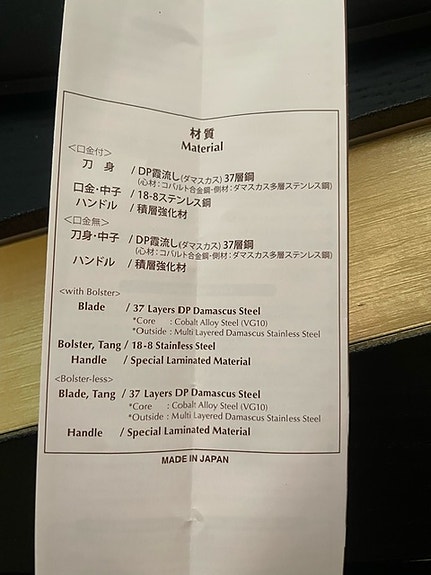 材質
Material
<口金付>
刀 身 / DP霞流し(ダマスカス)37層鋼
(心材：コバルト合金鋼・側材：ダマスカス多層ステンレス鋼)
口金・中子 / 18-8ステンレス鋼
ハンドル / 積層強化材
<口金無>
刀身・中子 / DP霞流し(ダマスカス)37層鋼
(心材：コバルト合金鋼・側材：ダマスカス多層ステンレス鋼)
ハンドル / 積層強化材
<with Bolster>
Blade / 37 Layers DP Damascus Steel
*Core : Cobalt Alloy Steel (VG10)
*Outside : Multi Layered Damascus Stainless Steel
Bolster, Tang / 18-8 Stainless Steel
Handle / Special Laminated Material
<Bolster-less>
Blade, Tang / 37 Layers DP Damascus Steel
*Core : Cobalt Alloy Steel (VG10)
*Outside : Multi Layered Damascus Stainless Steel
Handle / Special Laminated Material
MADE IN JAPAN